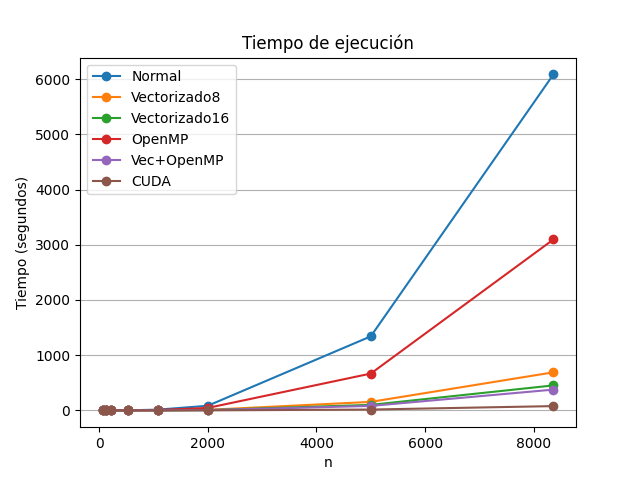 Tiempo de ejecución
Normal
Vectorizado8
Vectorizado16
OpenMP
Vec+OpenMP
CUDA
Tiempo (segundos)
6000
5000
4000
3000
2000
1000
0
0 2000 4000 6000 8000
n